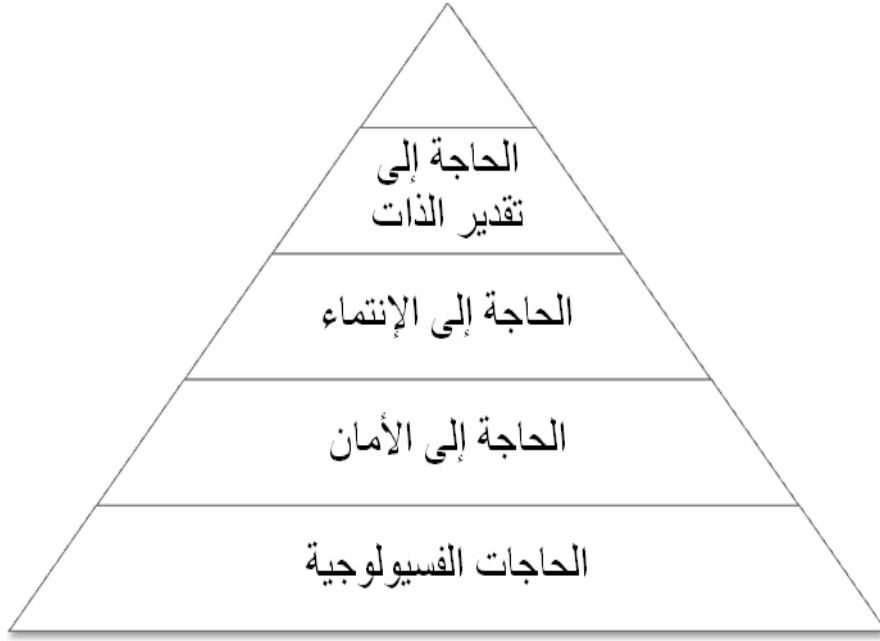 الحاجة إلى
تقدير الذات
الحاجة إلى الإنتماء
الحاجة إلى الأمان
الحاجات الفسيولوجية